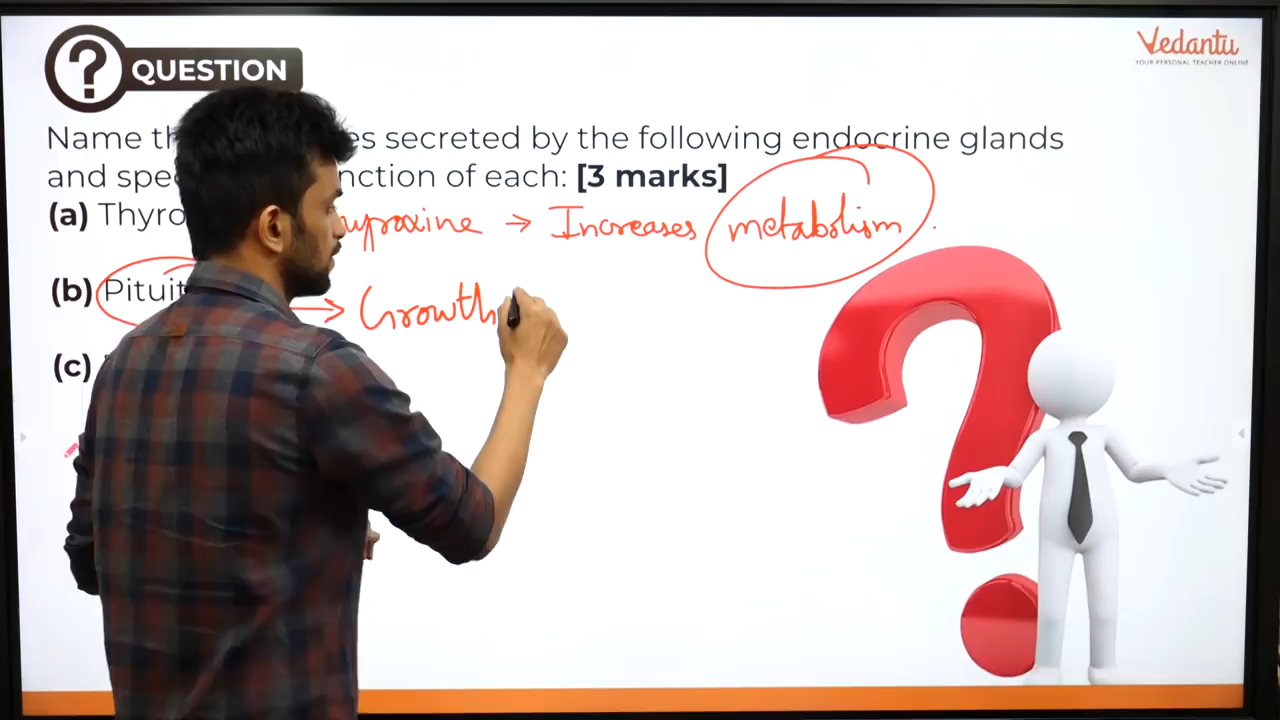 QUESTION
Vedantu
YOUR PERSONAL TEACHER ONLINE
Name th es secreted by the following endocrine glands
and spe nction of each: [3 marks]
(a) Thyro yroxine → Increases metabolism.
(b) Pituit → Growth
(c)